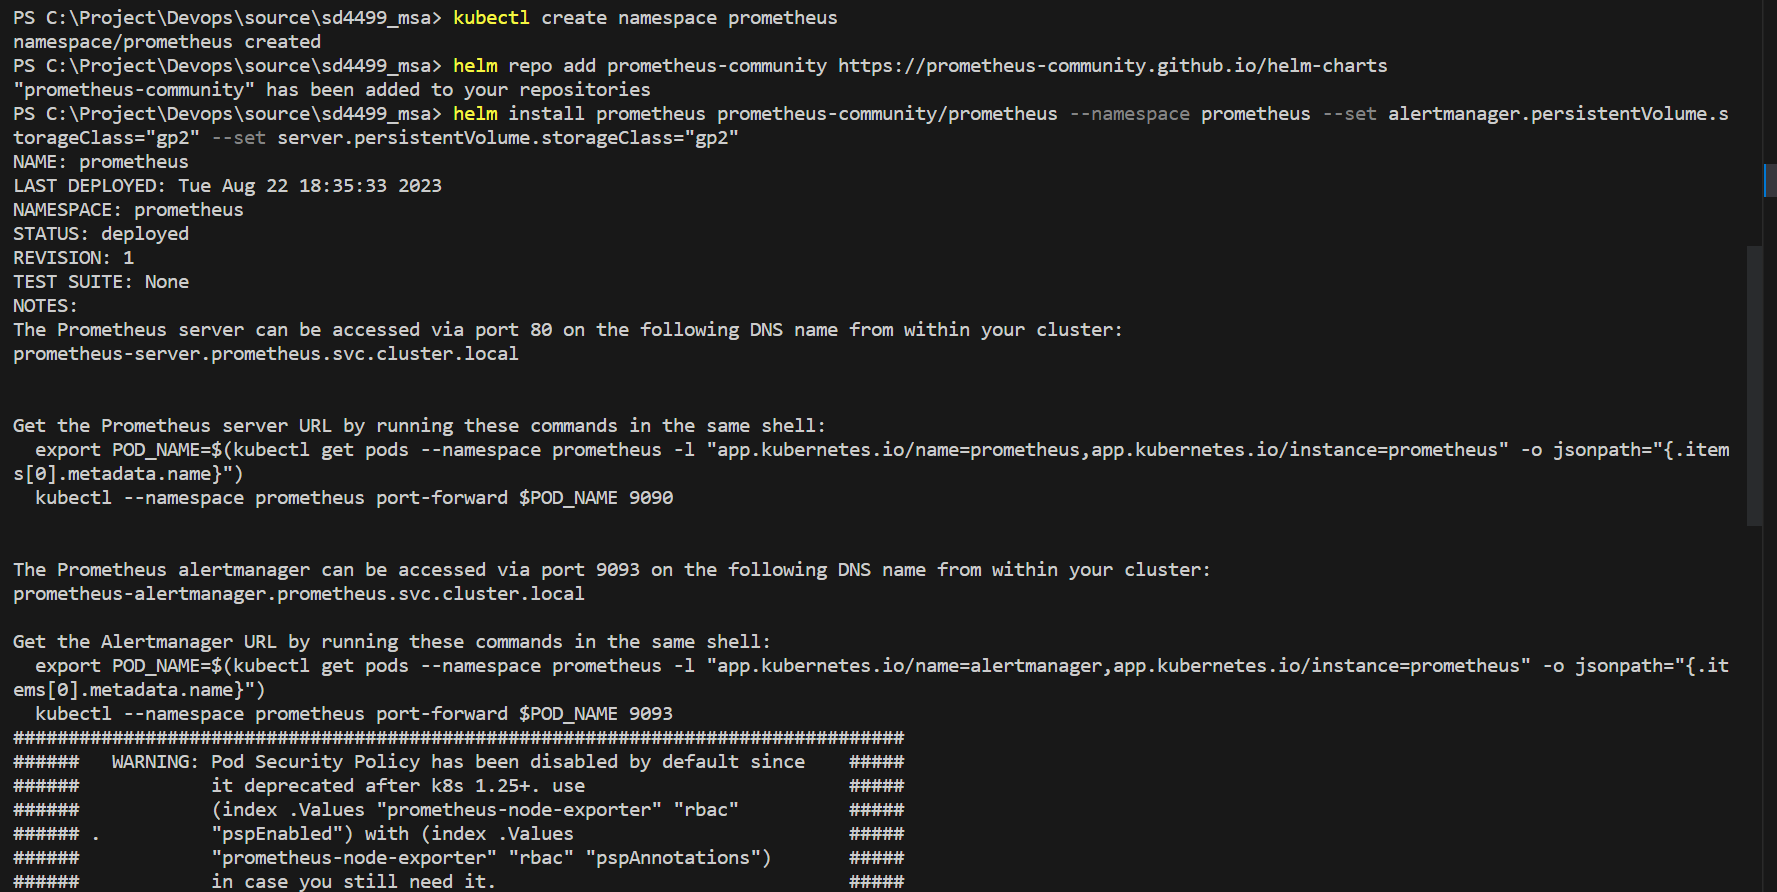 PS C:\Project\Devops\source\sd4499_msa> kubectl create namespace prometheus
namespace/prometheus created
PS C:\Project\Devops\source\sd4499_msa> helm repo add prometheus-community https://prometheus-community.github.io/helm-charts
"prometheus-community" has been added to your repositories
PS C:\Project\Devops\source\sd4499_msa> helm install prometheus prometheus-community/prometheus --namespace prometheus --set alertmanager.persistentVolume.s
torageClass="gp2" --set server.persistentVolume.storageClass="gp2"
NAME: prometheus
LAST DEPLOYED: Tue Aug 22 18:35:33 2023
NAMESPACE: prometheus
STATUS: deployed
REVISION: 1
TEST SUITE: None
NOTES:
The Prometheus server can be accessed via port 80 on the following DNS name from within your cluster:
prometheus-server.prometheus.svc.cluster.local
Get the Prometheus server URL by running these commands in the same shell:
  export POD_NAME=$(kubectl get pods --namespace prometheus -l "app.kubernetes.io/name=prometheus,app.kubernetes.io/instance=prometheus" -o jsonpath="{.item
s[0].metadata.name}")
  kubectl --namespace prometheus port-forward $POD_NAME 9090
The Prometheus alertmanager can be accessed via port 9093 on the following DNS name from within your cluster:
prometheus-alertmanager.prometheus.svc.cluster.local
Get the Alertmanager URL by running these commands in the same shell:
  export POD_NAME=$(kubectl get pods --namespace prometheus -l "app.kubernetes.io/name=alertmanager,app.kubernetes.io/instance=prometheus" -o jsonpath="{.it
ems[0].metadata.name}")
  kubectl --namespace prometheus port-forward $POD_NAME 9093
#################################################################################
######   WARNING: Pod Security Policy has been disabled by default since    #####
######            it deprecated after k8s 1.25+. use                        #####
######            (index .Values "prometheus-node-exporter" "rbac"          #####
###### .          "pspEnabled") with (index .Values                         #####
######            "prometheus-node-exporter" "rbac" "pspAnnotations")       #####
######            in case you still need it.                                #####